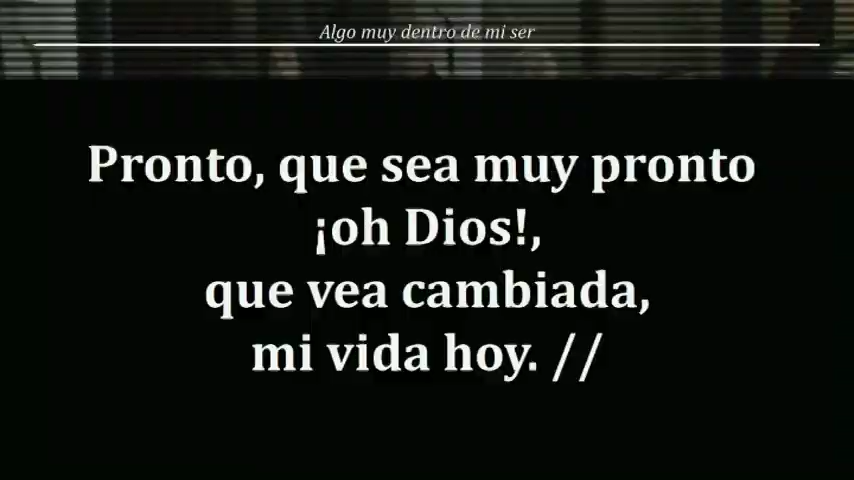 Algo muy dentro de mi ser
Pronto, que sea muy pronto
¡oh Dios!,
que vea cambiada,
mi vida hoy. //